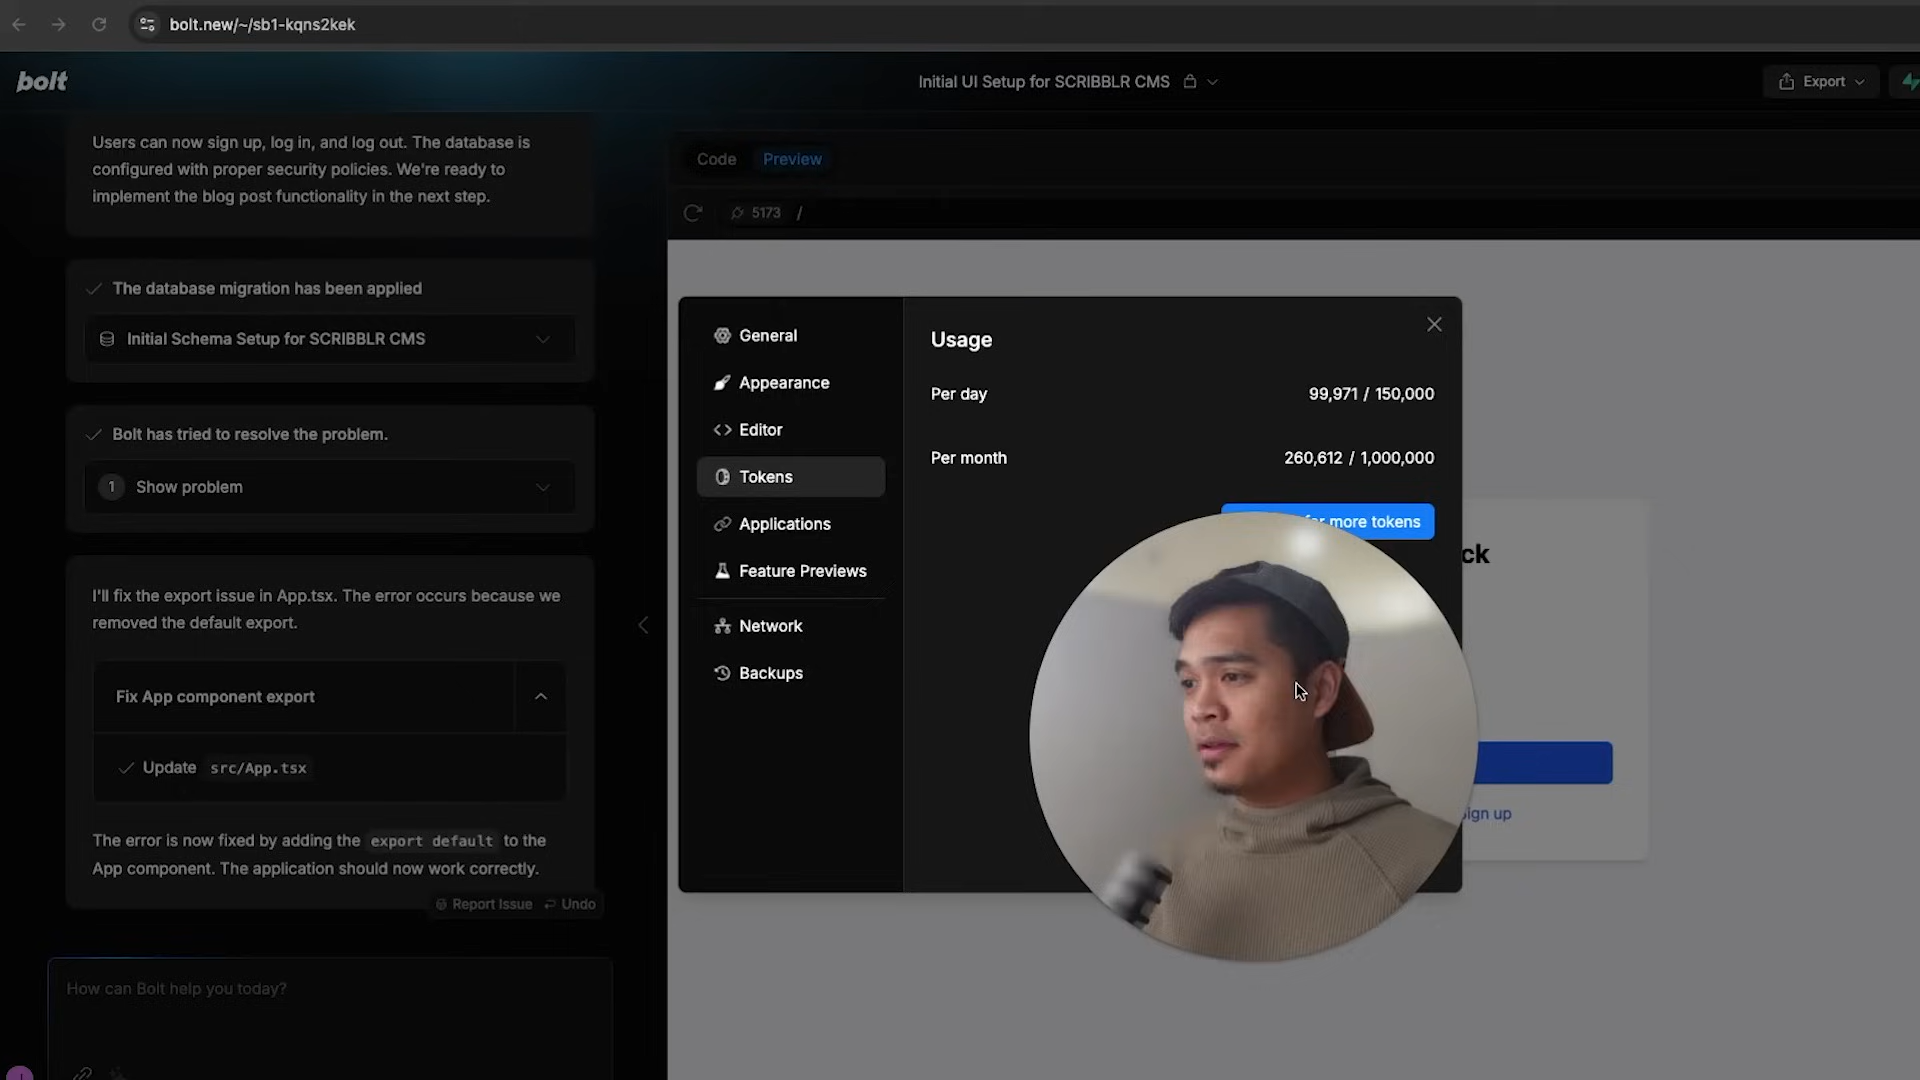 bolt.new/~/sb1-kqns2kek
bolt
Initial UI Setup for SCRIBBLR CMS
Export
Users can now sign up, log in, and log out. The database is
configured with proper security policies. We're ready to
implement the blog post functionality in the next step.
The database migration has been applied
Initial Schema Setup for SCRIBBLR CMS
Bolt has tried to resolve the problem.
1 Show problem
I'll fix the export issue in App.tsx. The error occurs because we
removed the default export.
Fix App component export
Update src/App.tsx
The error is now fixed by adding the export default to the
App component. The application should now work correctly.
Report Issue Undo
How can Bolt help you today?
Code Preview
5173 /
General
Appearance
Editor
Tokens
Applications
Feature Previews
Network
Backups
Usage
Per day 99,971 / 150,000
Per month 260,612 / 1,000,000
for more tokens
ck
ign up